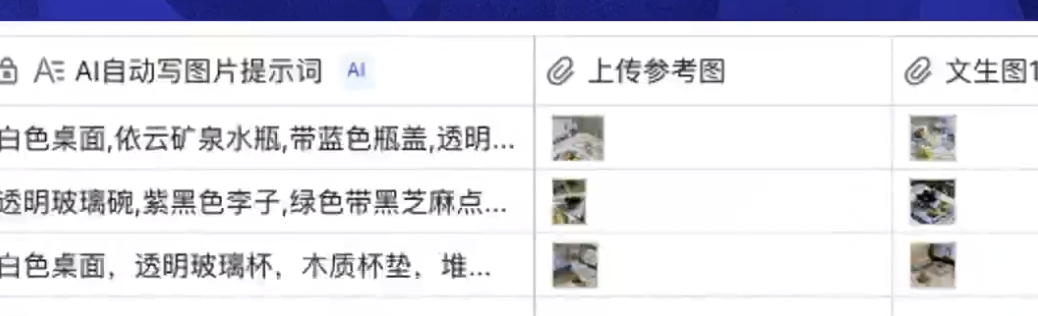 AI自动写图片提示词 AI 上传参考图 文生图1
白色桌面,依云矿泉水瓶,带蓝色瓶盖,透明...
透明玻璃碗,紫黑色李子,绿色带黑芝麻点...
白色桌面，透明玻璃杯，木质杯垫，堆...